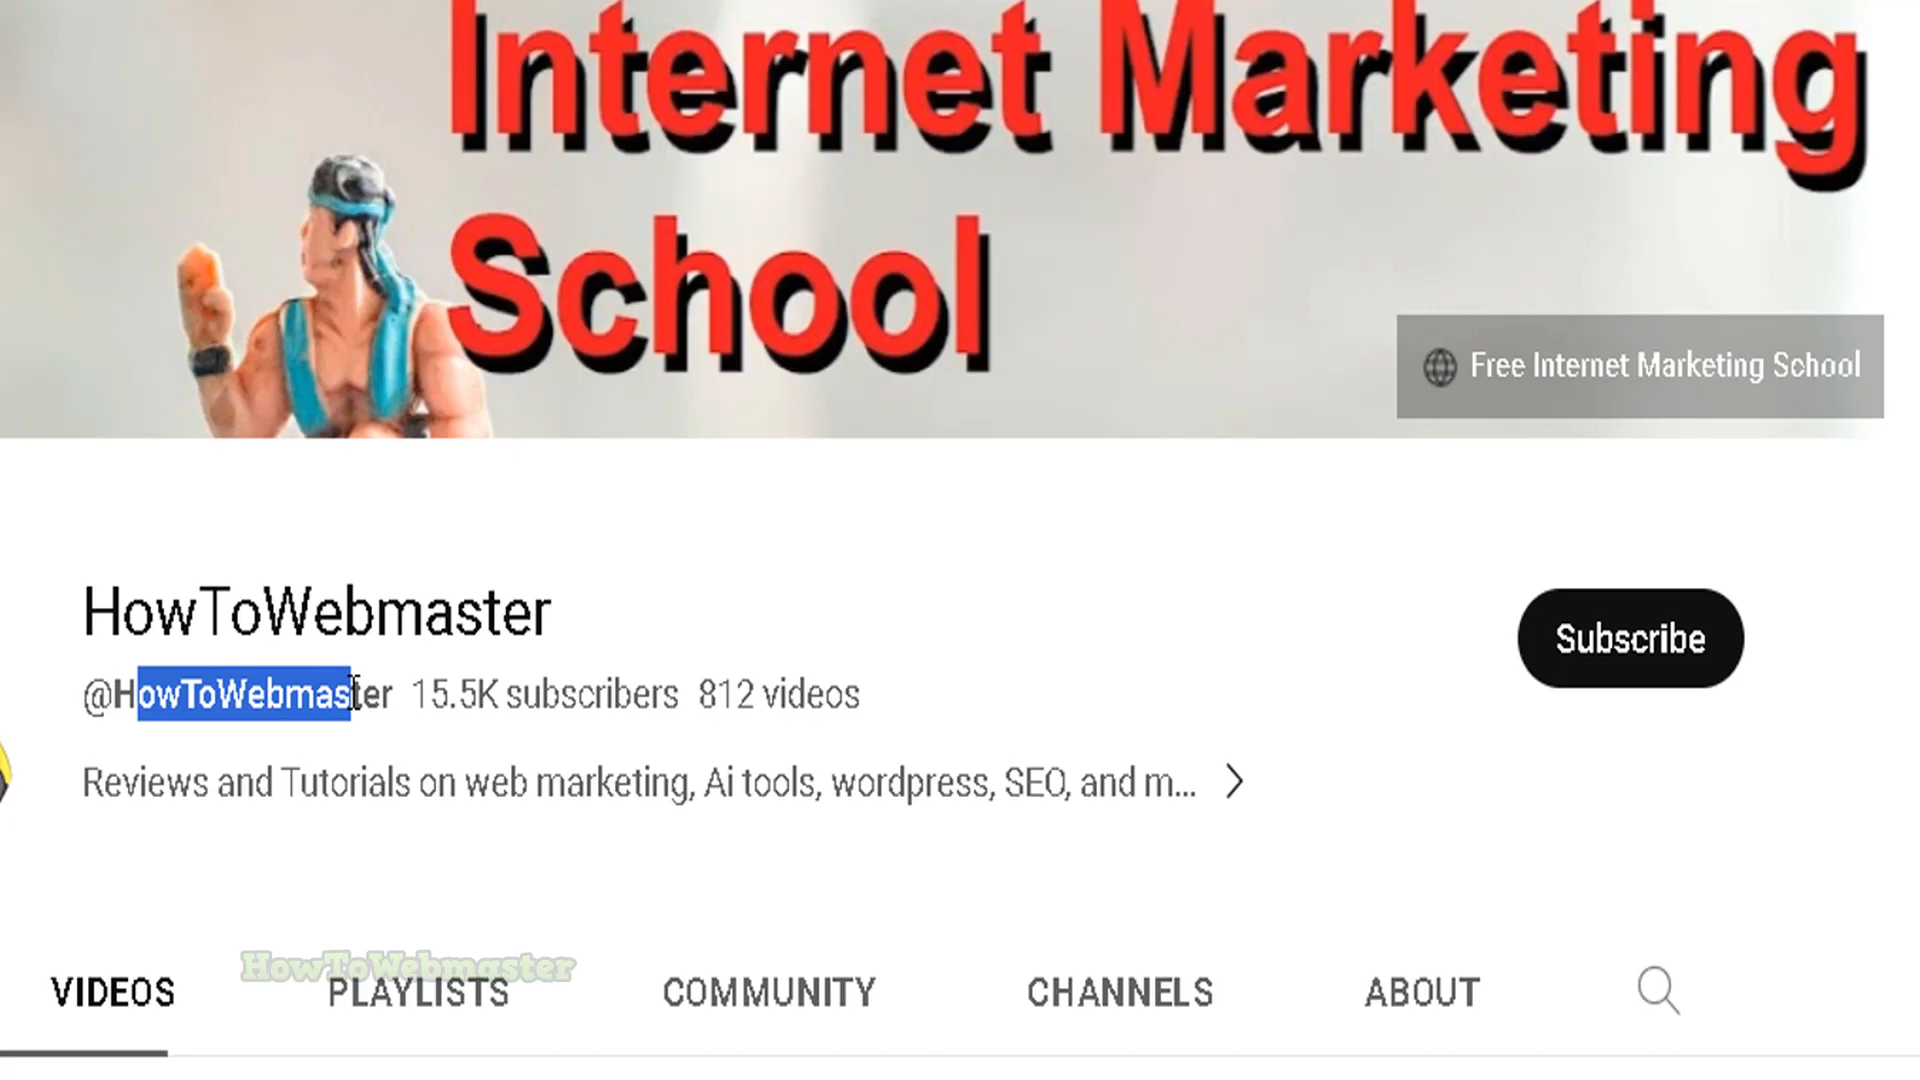 Internet Marketing
School
Free Internet Marketing School
HowToWebmaster
Subscribe
@HowToWebmaster 15.5K subscribers 812 videos
Reviews and Tutorials on web marketing, Ai tools, wordpress, SEO, and m...
HowToWebmaster
VIDEOS PLAYLISTS COMMUNITY CHANNELS ABOUT